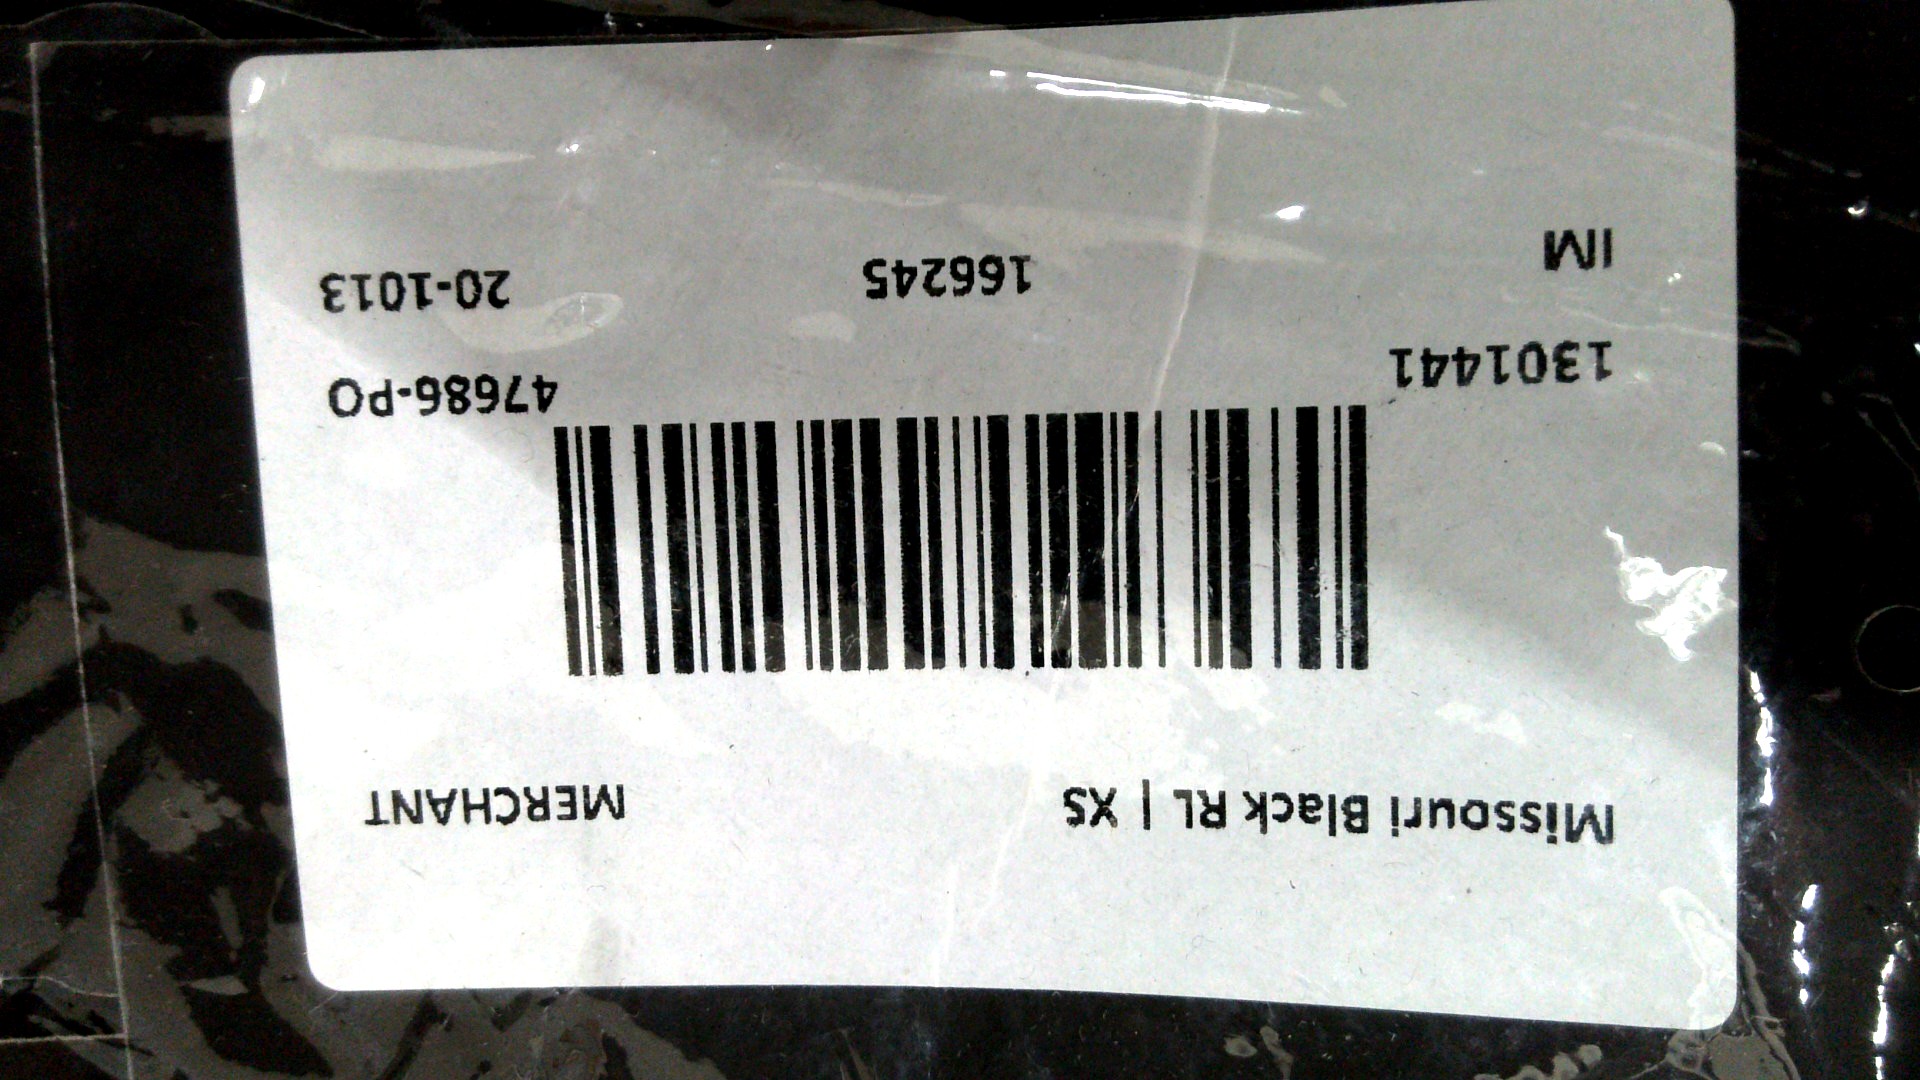 Missouri Black RL | XS MERCHANT
1301441 47686-PO
IM 166245 20-1013